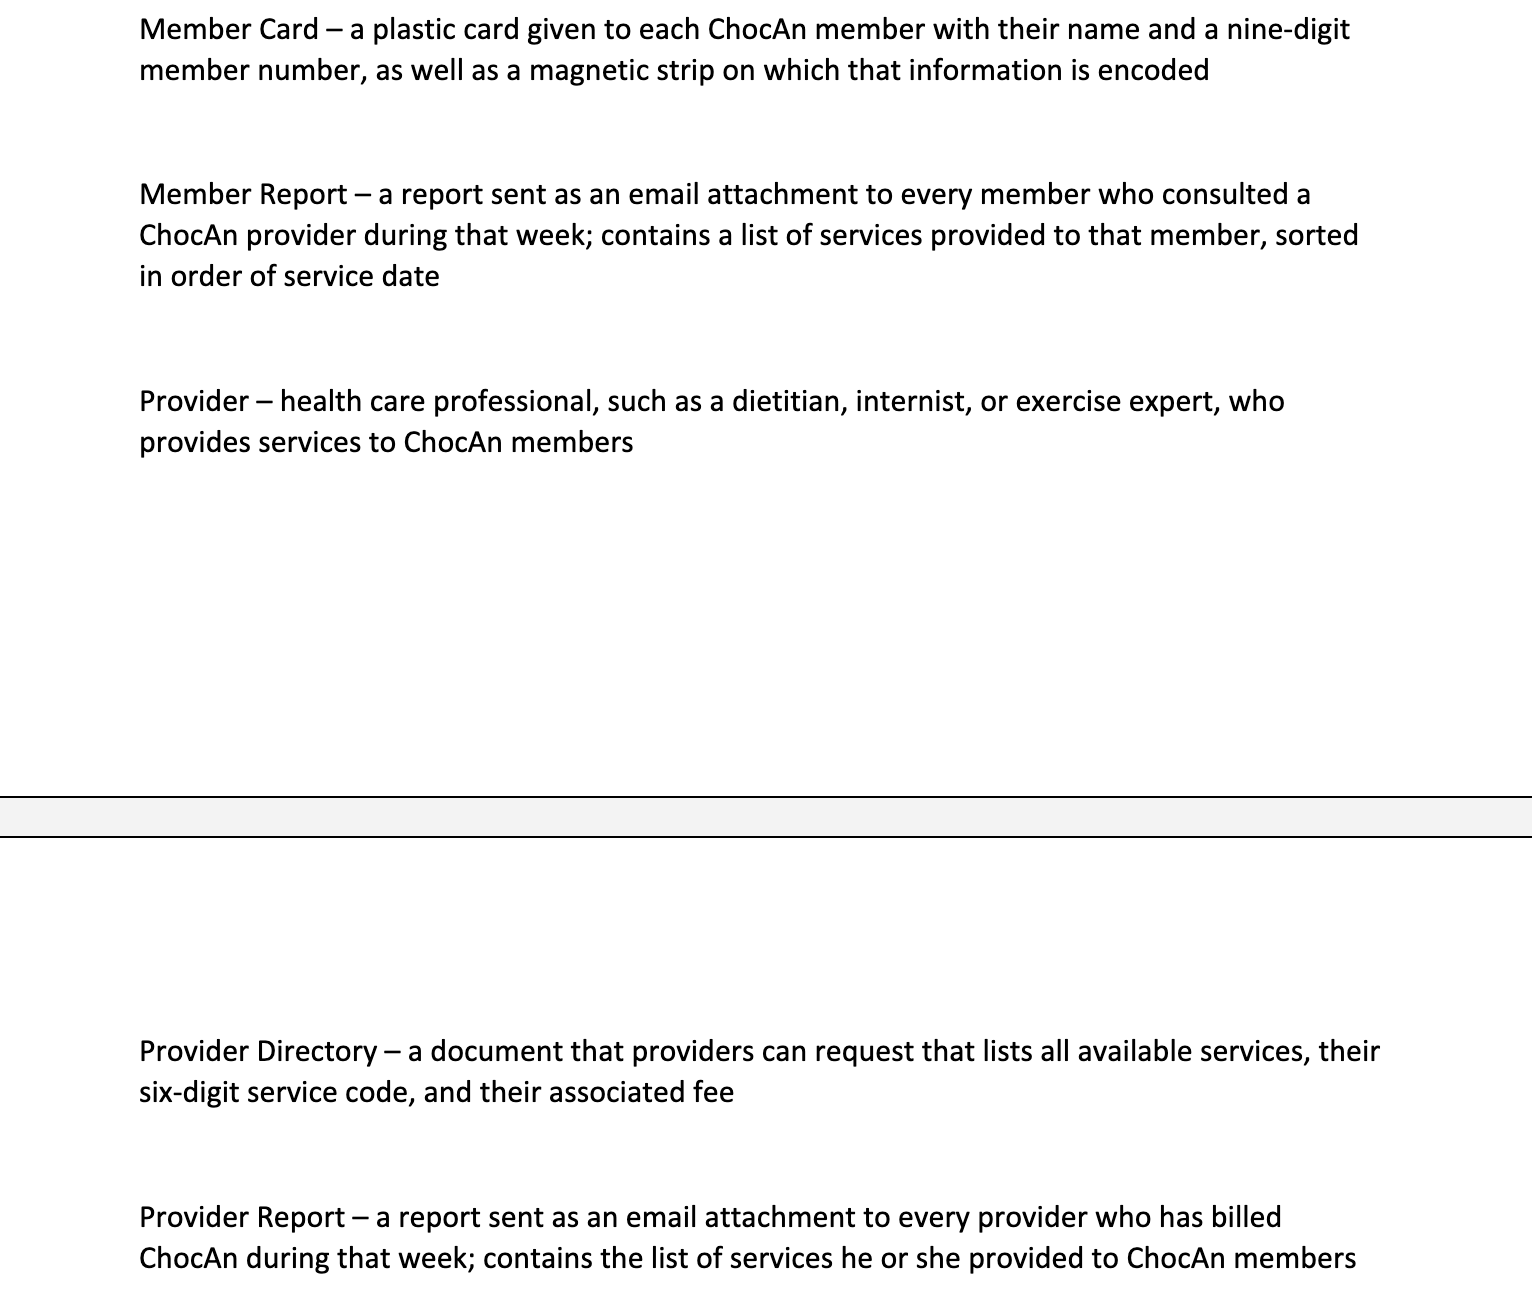 Member Card – a plastic card given to each ChocAn member with their name and a nine-digit
member number, as well as a magnetic strip on which that information is encoded
Member Report – a report sent as an email attachment to every member who consulted a
ChocAn provider during that week; contains a list of services provided to that member, sorted
in order of service date
Provider – health care professional, such as a dietitian, internist, or exercise expert, who
provides services to ChocAn members
Provider Directory – a document that providers can request that lists all available services, their
six-digit service code, and their associated fee
Provider Report – a report sent as an email attachment to every provider who has billed
ChocAn during that week; contains the list of services he or she provided to ChocAn members